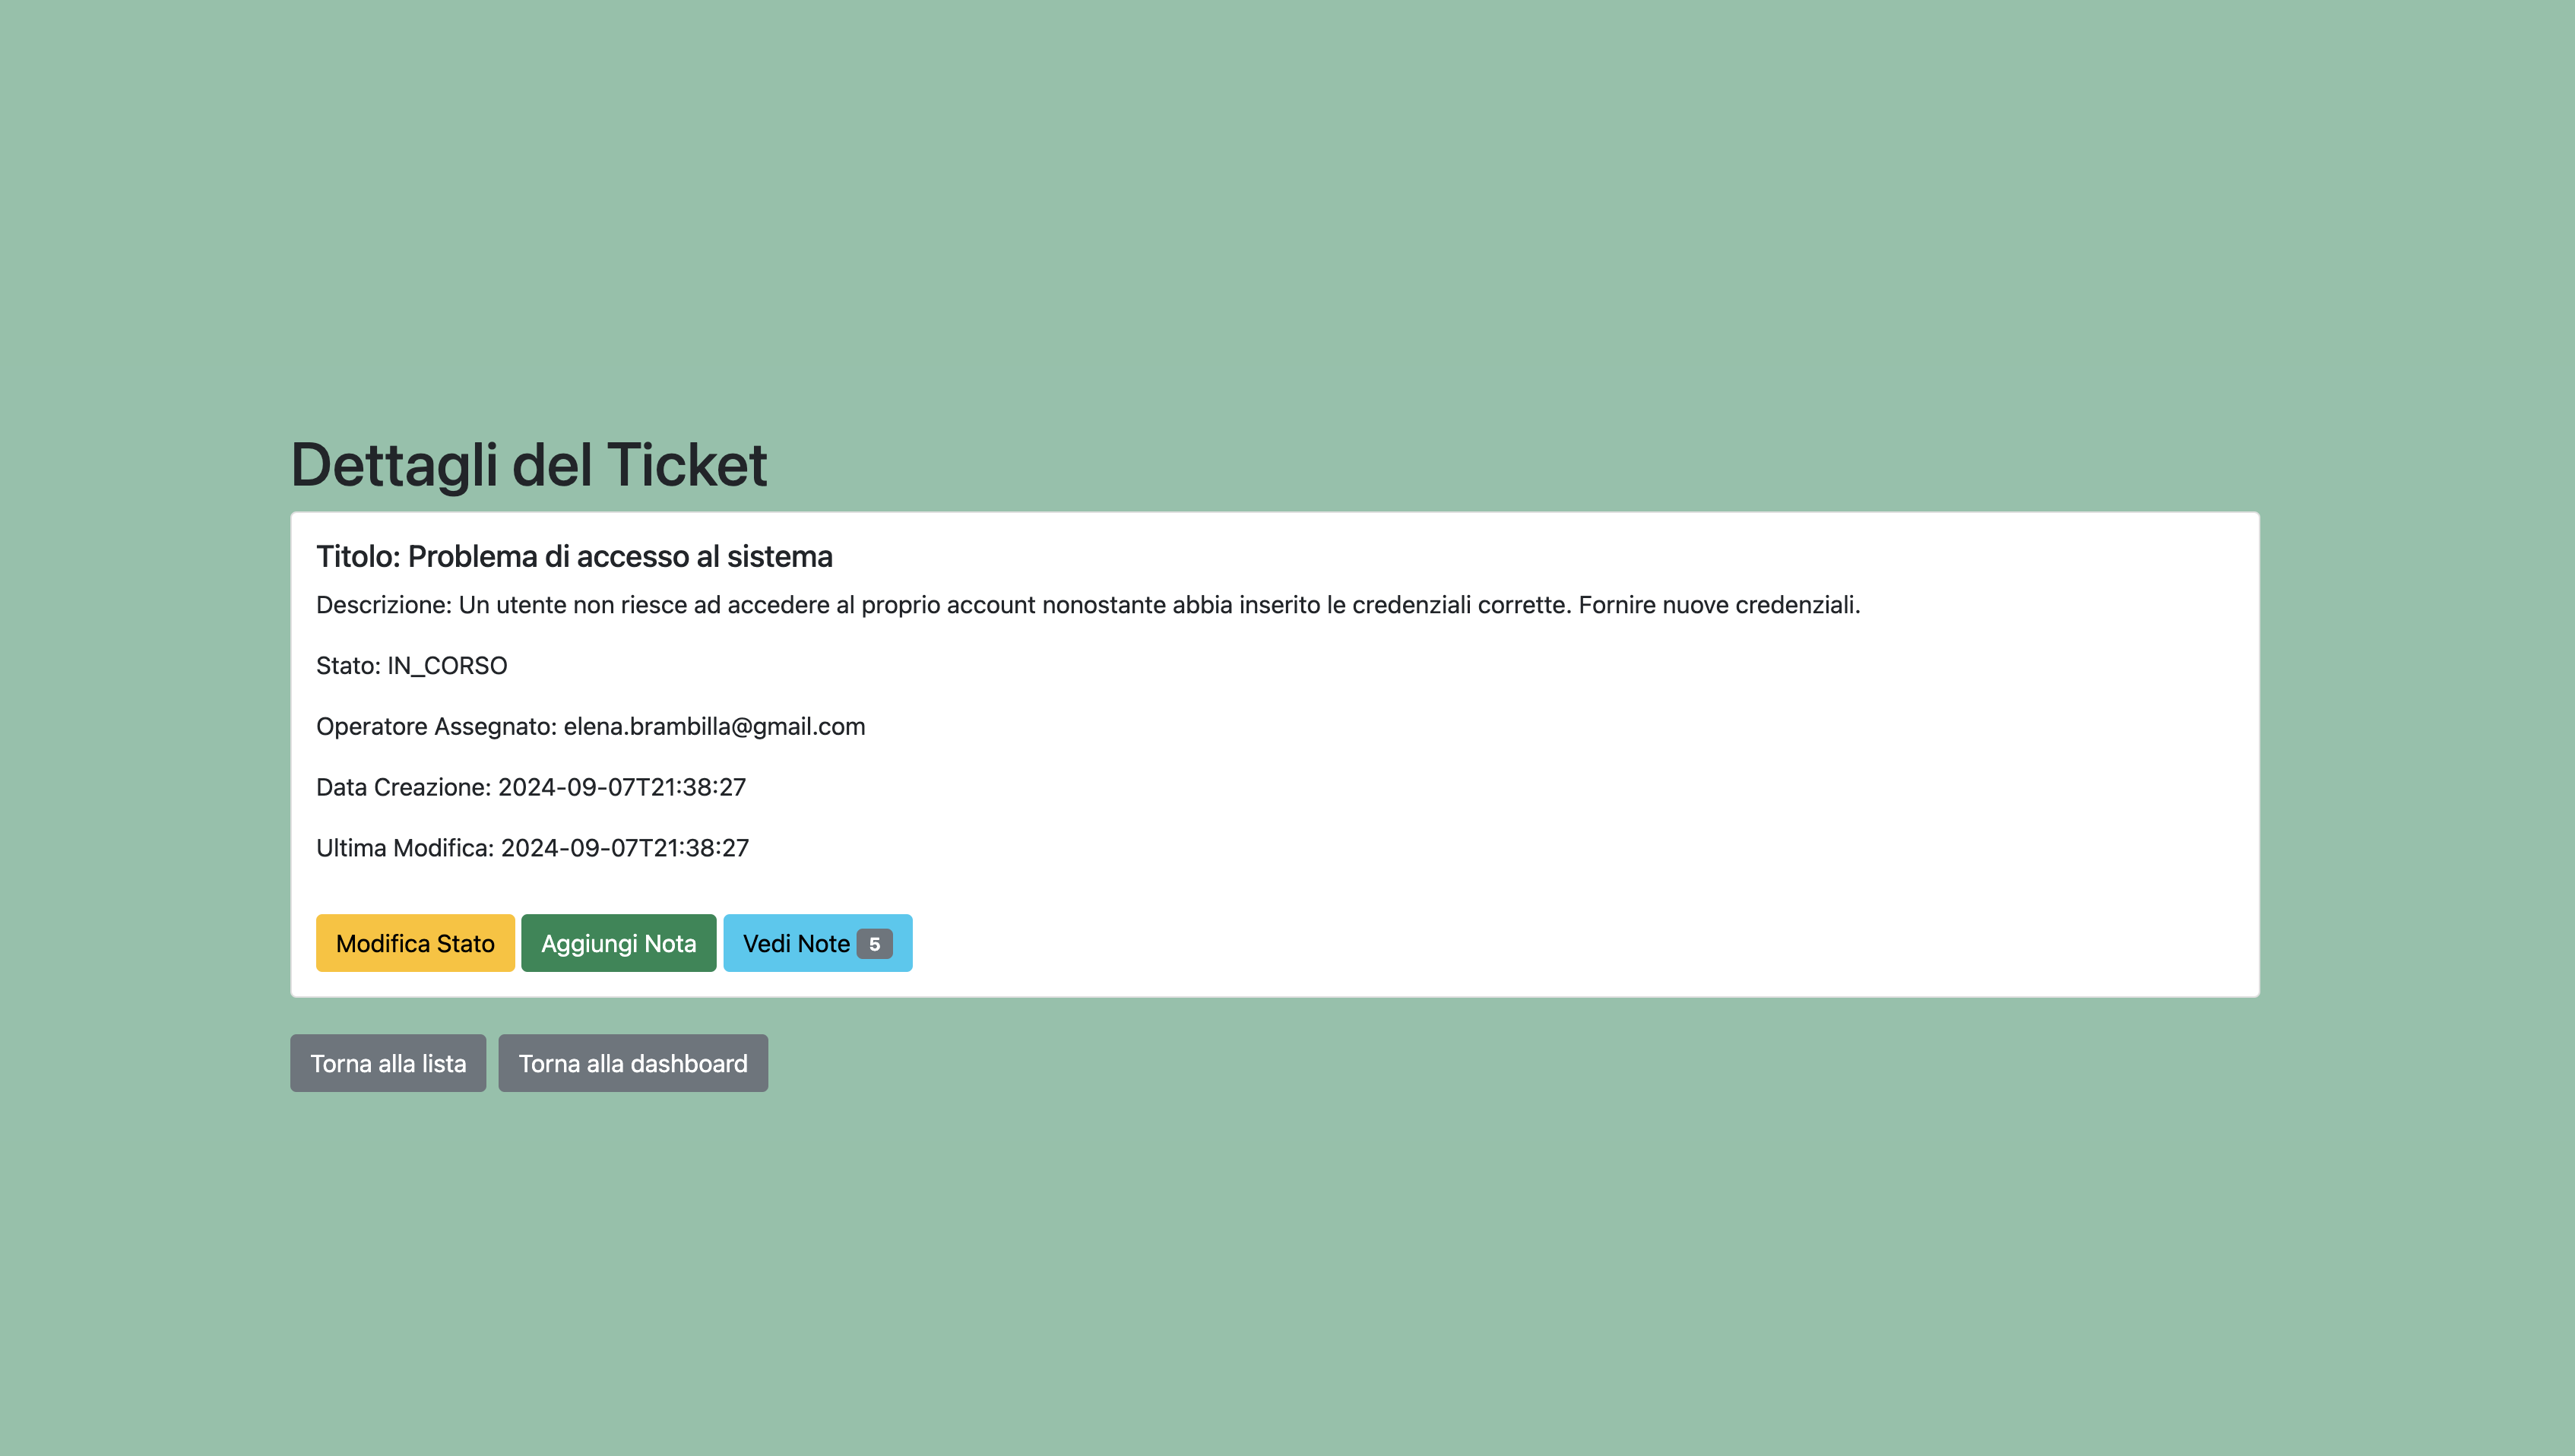 Dettagli del Ticket
Titolo: Problema di accesso al sistema
Descrizione: Un utente non riesce ad accedere al proprio account nonostante abbia inserito le credenziali corrette. Fornire nuove credenziali.
Stato: IN_CORSO
Operatore Assegnato: elena.brambilla@gmail.com
Data Creazione: 2024-09-07T21:38:27
Ultima Modifica: 2024-09-07T21:38:27
Modifica Stato Aggiungi Nota Vedi Note 5
Torna alla lista Torna alla dashboard